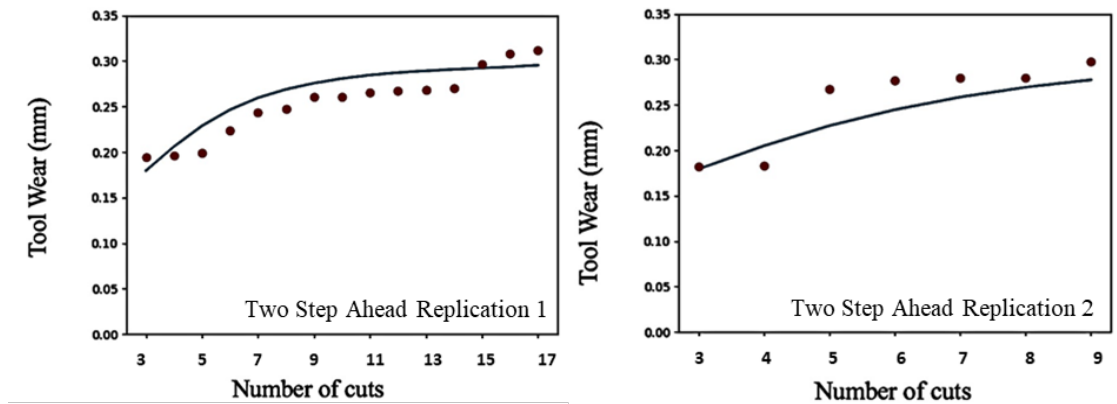 0.35
0.30
0.25
0.20
0.15
0.10
0.05
0.00
Tool Wear (mm)
Two Step Ahead Replication 1
3 5 7 9 11 13 15 17
Number of cuts
0.35
0.30
0.25
0.20
0.15
0.10
0.05
0.00
Tool Wear (mm)
Two Step Ahead Replication 2
3 4 5 6 7 8 9
Number of cuts